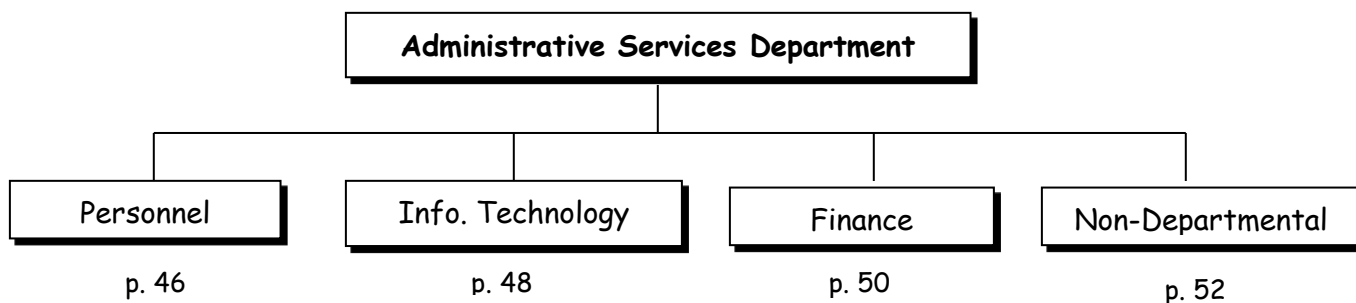 Administrative Services Department
Personnel
Info. Technology
Finance
Non-Departmental
p. 46
p. 48
p. 50
p. 52